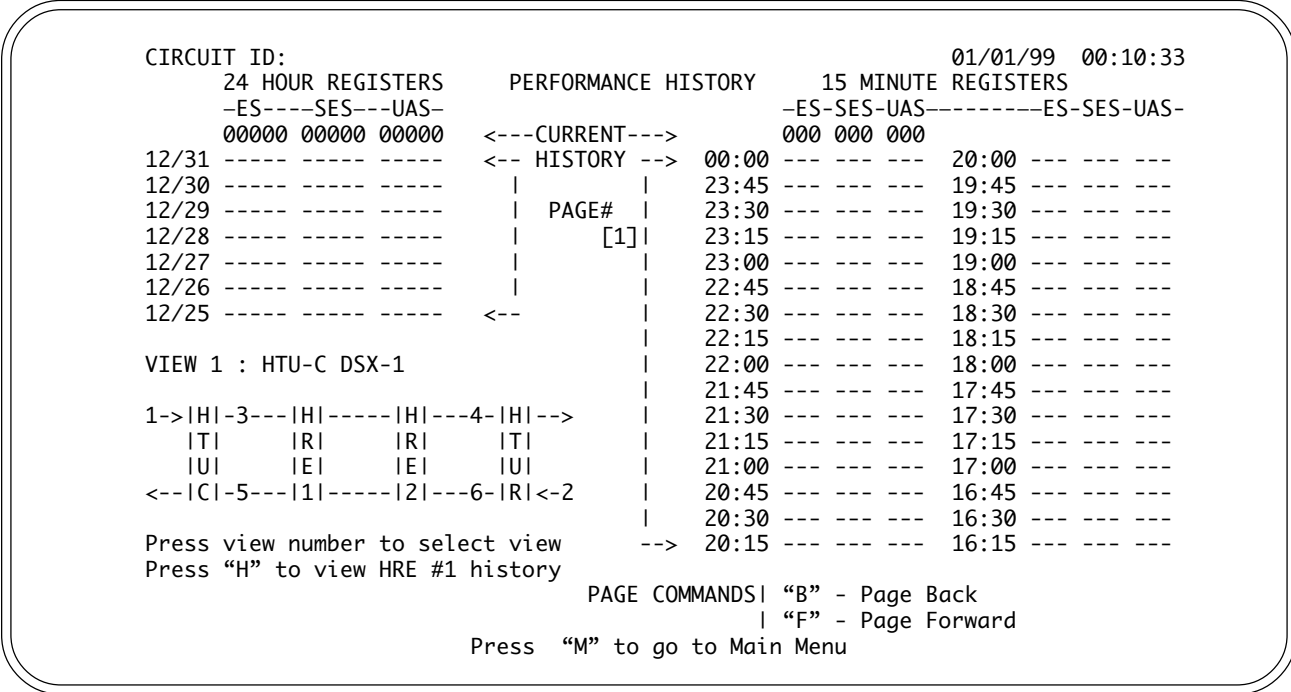 CIRCUIT ID:                                                   01/01/99  00:10:33
      24 HOUR REGISTERS     PERFORMANCE HISTORY     15 MINUTE REGISTERS
      –ES----–SES–--UAS–                          –ES-SES-UAS––-------–ES-SES-UAS-
      00000 00000 00000   <---CURRENT--->        000 000 000
12/31 ----- ----- -----   <-- HISTORY -->  00:00 --- --- ---  20:00 --- --- ---
12/30 ----- ----- -----     |         |    23:45 --- --- ---  19:45 --- --- ---
12/29 ----- ----- -----     |  PAGE#  |    23:30 --- --- ---  19:30 --- --- ---
12/28 ----- ----- -----     |      [1]|    23:15 --- --- ---  19:15 --- --- ---
12/27 ----- ----- -----     |         |    23:00 --- --- ---  19:00 --- --- ---
12/26 ----- ----- -----     |         |    22:45 --- --- ---  18:45 --- --- ---
12/25 ----- ----- -----   <--         |    22:30 --- --- ---  18:30 --- --- ---
                                      |    22:15 --- --- ---  18:15 --- --- ---
VIEW 1 : HTU-C DSX-1                  |    22:00 --- --- ---  18:00 --- --- ---
                                      |    21:45 --- --- ---  17:45 --- --- ---
1->|H|-3---|H|-----|H|---4-|H|-->     |    21:30 --- --- ---  17:30 --- --- ---
   |T|     |R|     |R|     |T|        |    21:15 --- --- ---  17:15 --- --- ---
   |U|     |E|     |E|     |U|        |    21:00 --- --- ---  17:00 --- --- ---
<--|C|-5---|1|-----|2|---6-|R|<-2     |    20:45 --- --- ---  16:45 --- --- ---
                                      |    20:30 --- --- ---  16:30 --- --- ---
Press view number to select view      -->  20:15 --- --- ---  16:15 --- --- ---
Press “H” to view HRE #1 history
                                  PAGE COMMANDS| “B” - Page Back
                                               | “F” - Page Forward
                         Press  “M” to go to Main Menu